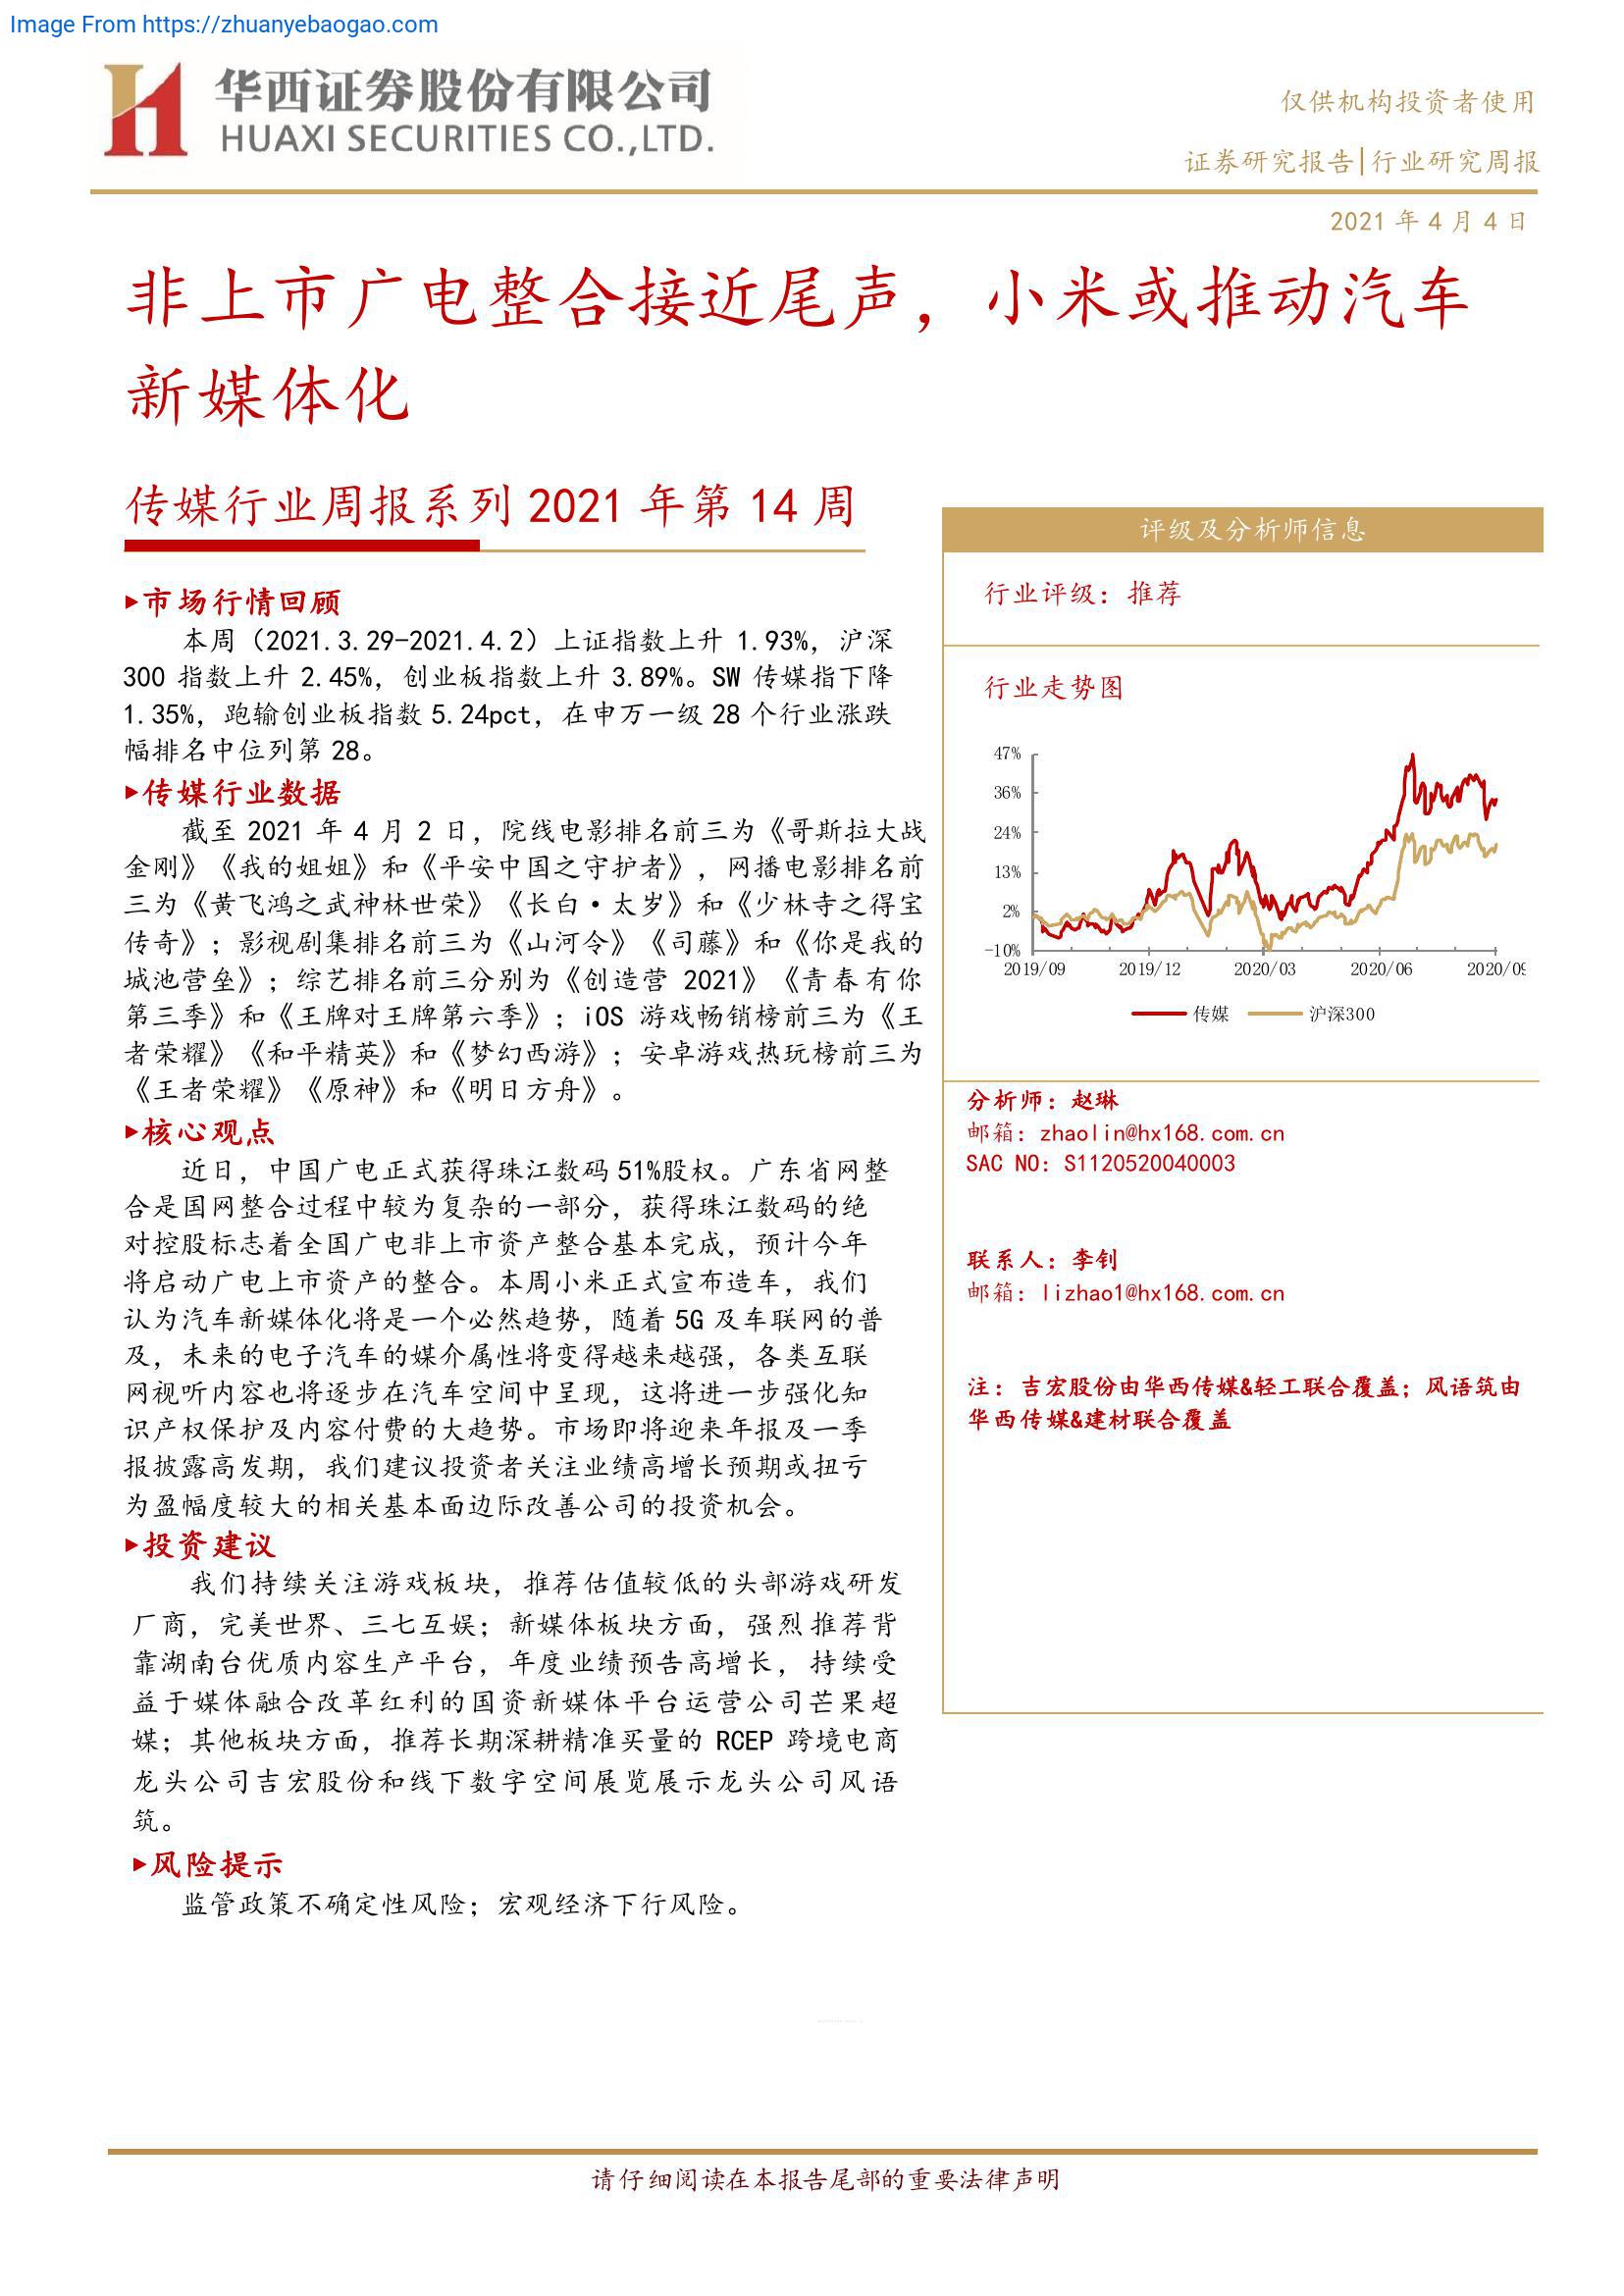 Image From https://zhuanyebaogao.com
华西证券股份有限公司
HUAXI SECURITIES CO.,LTD.
仅供机构投资者使用
证券研究报告|行业研究周报
2021 年 4 月 4 日
非上市广电整合接近尾声，小米或推动汽车
新媒体化
传媒行业周报系列 2021 年第 14 周
▸市场行情回顾
本周（2021.3.29-2021.4.2）上证指数上升 1.93%，沪深
300 指数上升 2.45%，创业板指数上升 3.89%。SW 传媒指下降
1.35%，跑输创业板指数 5.24pct，在申万一级 28 个行业涨跌
幅排名中位列第 28。
▸传媒行业数据
截至 2021 年 4 月 2 日，院线电影排名前三为《哥斯拉大战
金刚》《我的姐姐》和《平安中国之守护者》，网播电影排名前
三为《黄飞鸿之武神林世荣》《长白·太岁》和《少林寺之得宝
传奇》；影视剧集排名前三为《山河令》《司藤》和《你是我的
城池营垒》；综艺排名前三分别为《创造营 2021》《青春有你
第三季》和《王牌对王牌第六季》；iOS 游戏畅销榜前三为《王
者荣耀》《和平精英》和《梦幻西游》；安卓游戏热玩榜前三为
《王者荣耀》《原神》和《明日方舟》。
▸核心观点
近日，中国广电正式获得珠江数码 51%股权。广东省网整
合是国网整合过程中较为复杂的一部分，获得珠江数码的绝
对控股标志着全国广电非上市资产整合基本完成，预计今年
将启动广电上市资产的整合。本周小米正式宣布造车，我们
认为汽车新媒体化将是一个必然趋势，随着 5G 及车联网的普
及，未来的电子汽车的媒介属性将变得越来越强，各类互联
网视听内容也将逐步在汽车空间中呈现，这将进一步强化知
识产权保护及内容付费的大趋势。市场即将迎来年报及一季
报披露高发期，我们建议投资者关注业绩高增长预期或扭亏
为盈幅度较大的相关基本面边际改善公司的投资机会。
▸投资建议
我们持续关注游戏板块，推荐估值较低的头部游戏研发
厂商，完美世界、三七互娱；新媒体板块方面，强烈推荐背
靠湖南台优质内容生产平台，年度业绩预告高增长，持续受
益于媒体融合改革红利的国资新媒体平台运营公司芒果超
媒；其他板块方面，推荐长期深耕精准买量的 RCEP 跨境电商
龙头公司吉宏股份和线下数字空间展览展示龙头公司风语
筑。
▸风险提示
监管政策不确定性风险；宏观经济下行风险。
评级及分析师信息
行业评级：推荐
行业走势图
47%
36%
24%
13%
2%
-10%
2019/09 2019/12 2020/03 2020/06 2020/09
传媒 沪深300
分析师：赵琳
邮箱：zhaolin@hx168.com.cn
SAC NO：S1120520040003
联系人：李钊
邮箱：lizhao1@hx168.com.cn
注：吉宏股份由华西传媒&轻工联合覆盖；风语筑由
华西传媒&建材联合覆盖
请仔细阅读在本报告尾部的重要法律声明